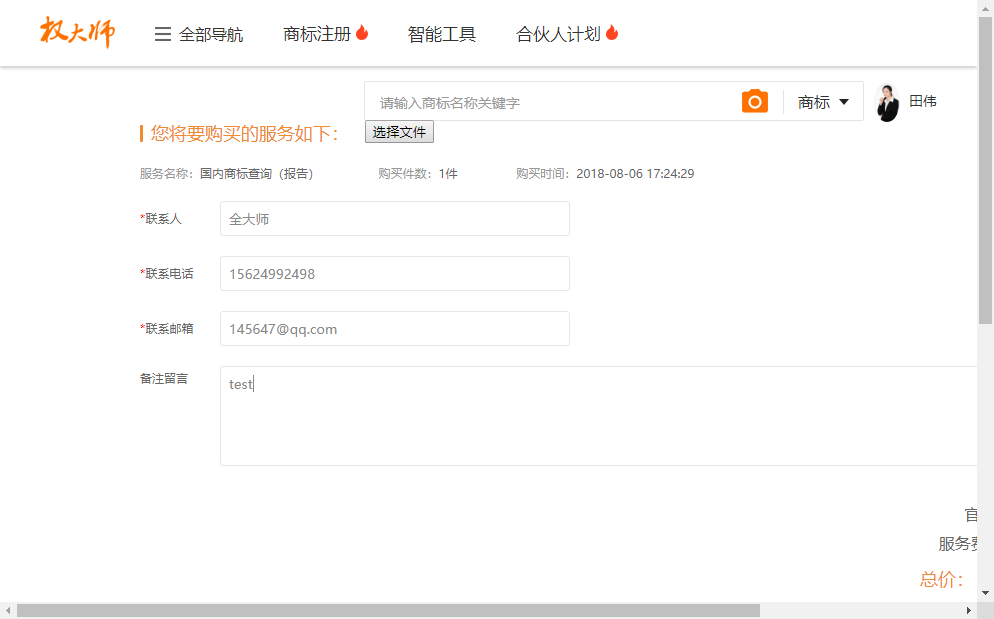 权大师 全部导航 商标注册 智能工具 合伙人计划
请输入商标名称关键字 商标 田伟
选择文件
您将要购买的服务如下：
服务名称：国内商标查询（报告） 购买件数：1件 购买时间：2018-08-06 17:24:29
*联系人 全大师
*联系电话 15624992498
*联系邮箱 145647@qq.com
备注留言 test
官
服务费
总价：